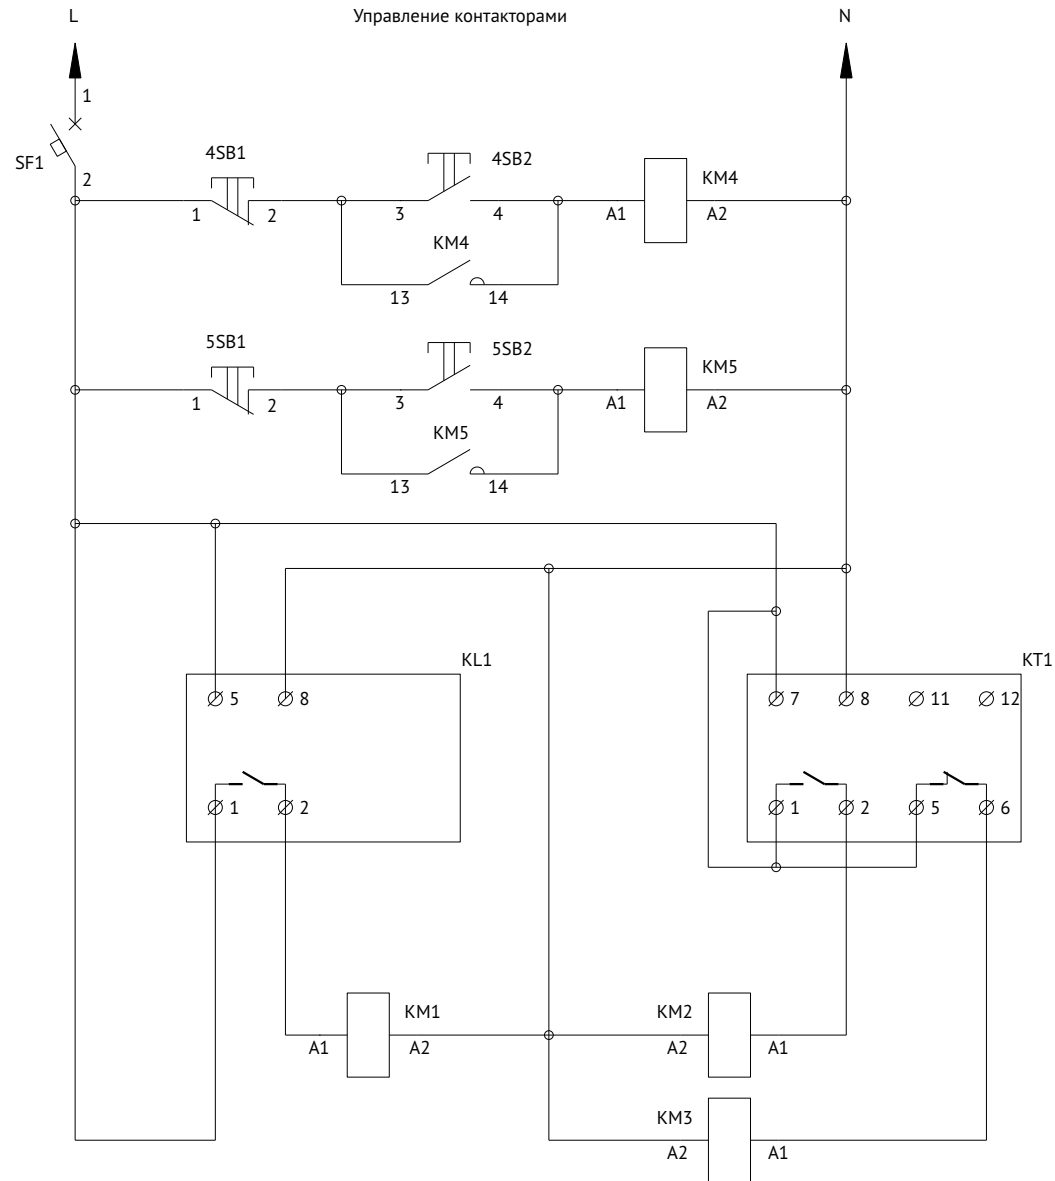 L Управление контакторами N
1
SF1
2
4SB1 4SB2 KM4
1 2 3 4 A1 A2
KM4
13 14
5SB1 5SB2 KM5
1 2 3 4 A1 A2
KM5
13 14
KL1 KT1
5 8 7 8 11 12
1 2 1 2 5 6
KM1 KM2
A1 A2 A2 A1
KM3
A2 A1